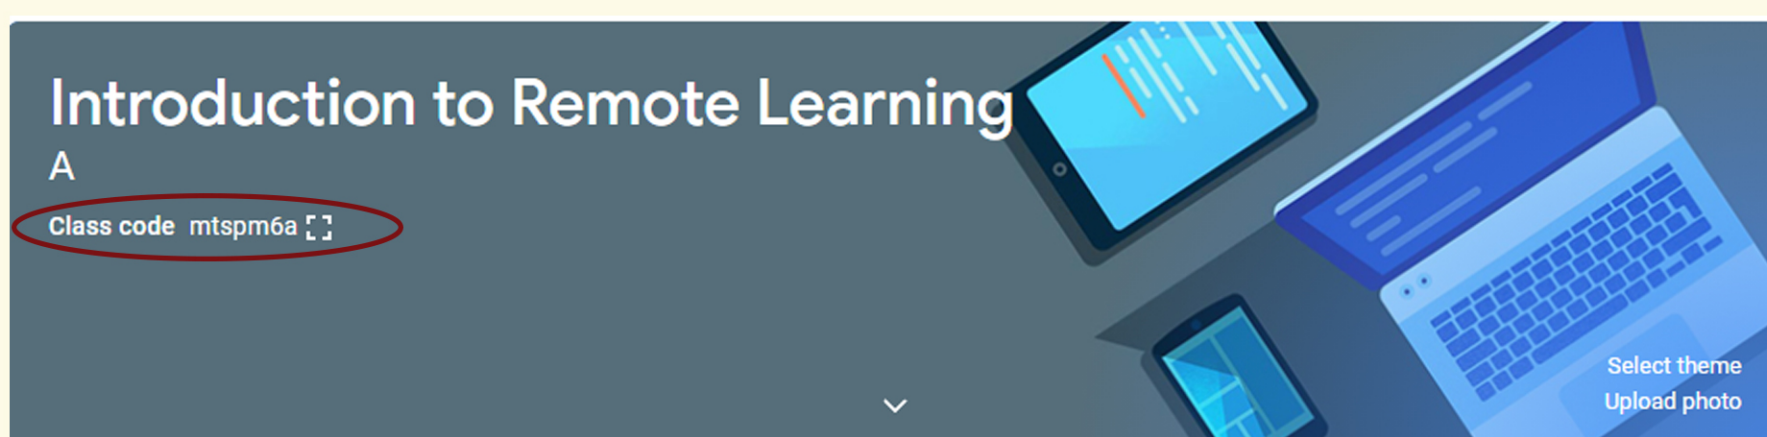 Introduction to Remote Learning
A
Class code mtspm6a
Select theme
Upload photo